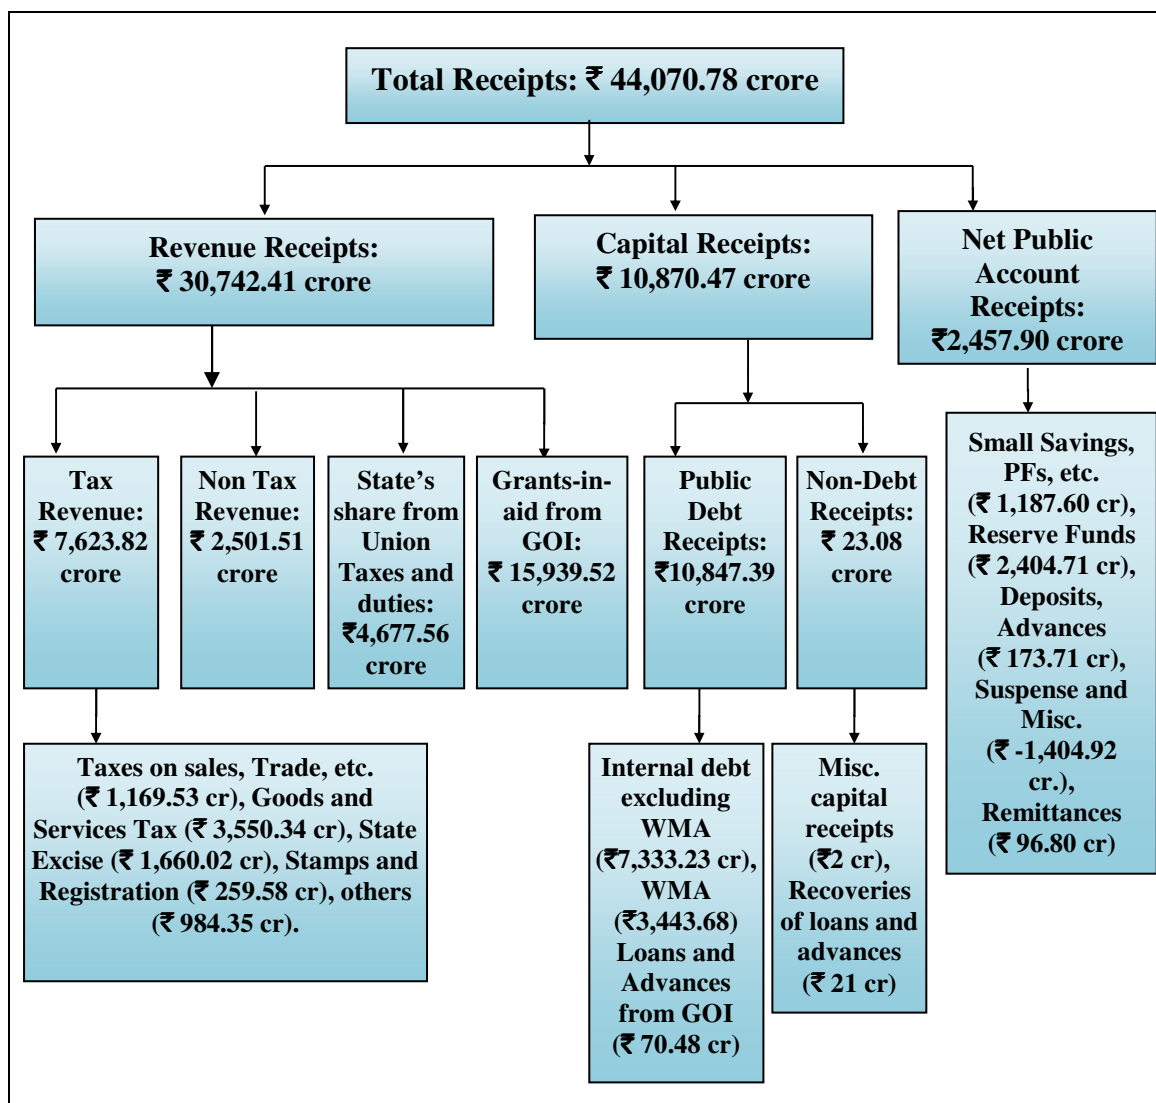 Total Receipts: ₹ 44,070.78 crore
Revenue Receipts:
₹ 30,742.41 crore
Capital Receipts:
₹ 10,870.47 crore
Net Public
Account
Receipts:
₹2,457.90 crore
Tax
Revenue:
₹ 7,623.82
crore
Non Tax
Revenue:
₹ 2,501.51
crore
State’s
share from
Union
Taxes and
duties:
₹4,677.56
crore
Grants-in-
aid from
GOI:
₹ 15,939.52
crore
Public
Debt
Receipts:
₹10,847.39
crore
Non-Debt
Receipts:
₹ 23.08
crore
Small Savings,
PFs, etc.
(₹ 1,187.60 cr),
Reserve Funds
(₹ 2,404.71 cr),
Deposits,
Advances
(₹ 173.71 cr),
Suspense and
Misc.
(₹ -1,404.92
cr.),
Remittances
(₹ 96.80 cr)
Taxes on sales, Trade, etc.
(₹ 1,169.53 cr), Goods and
Services Tax (₹ 3,550.34 cr), State
Excise (₹ 1,660.02 cr), Stamps and
Registration (₹ 259.58 cr), others
(₹ 984.35 cr).
Internal debt
excluding
WMA
(₹7,333.23 cr),
WMA
(₹3,443.68)
Loans and
Advances
from GOI
(₹ 70.48 cr)
Misc.
capital
receipts
(₹2 cr),
Recoveries
of loans and
advances
(₹ 21 cr)